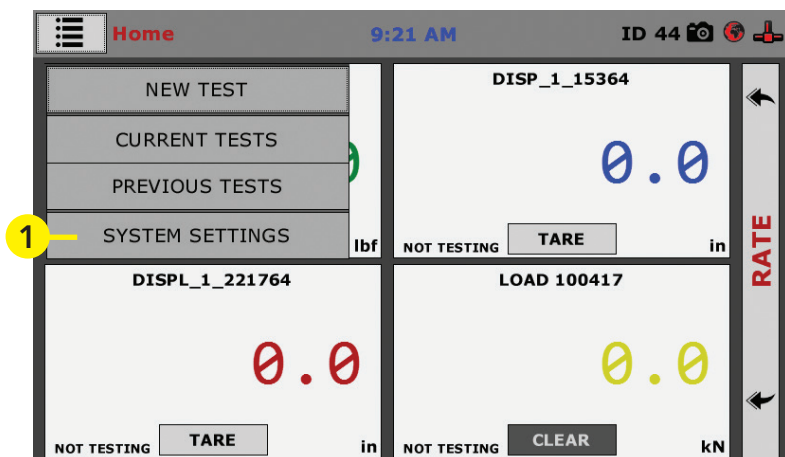 Home 9:21 AM ID 44
NEW TEST
CURRENT TESTS
PREVIOUS TESTS
1 SYSTEM SETTINGS
lbf
DISP_1_15364
0.0
NOT TESTING TARE in
RATE
DISPL_1_221764
0.0
NOT TESTING TARE in
LOAD 100417
0.0
NOT TESTING CLEAR kN